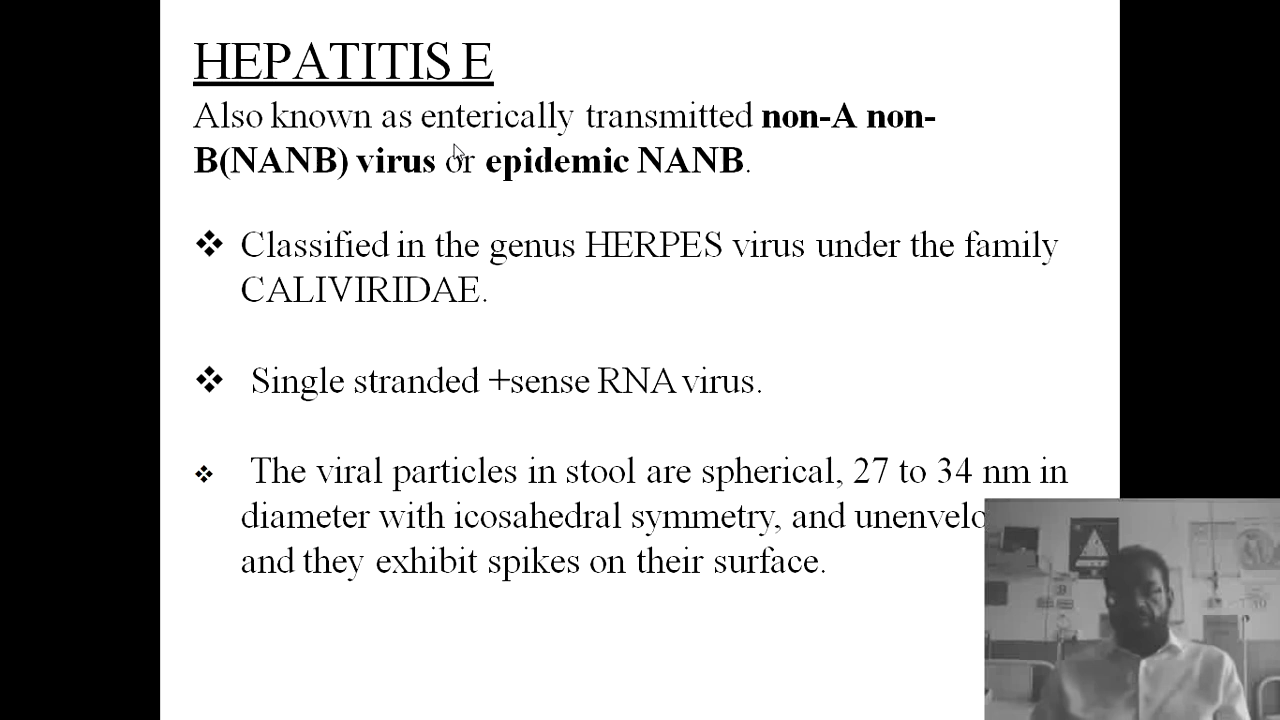 HEPATITIS E
Also known as enterically transmitted non-A non-
B(NANB) virus or epidemic NANB.
❖ Classified in the genus HERPES virus under the family
CALIVIRIDAE.
❖ Single stranded +sense RNA virus.
❖ The viral particles in stool are spherical, 27 to 34 nm in
diameter with icosahedral symmetry, and
and they exhibit spikes on their surface.